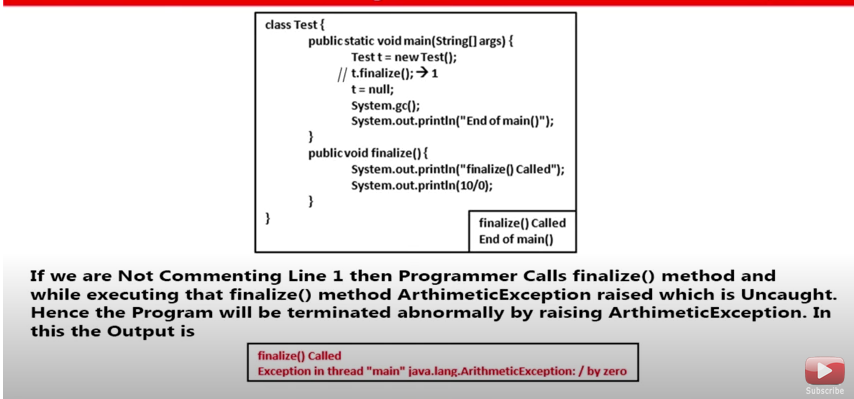 class Test {
public static void main(String[] args) {
Test t = new Test();
// t.finalize(); → 1
t = null;
System.gc();
System.out.println("End of main()");
}
public void finalize() {
System.out.println("finalize() Called");
System.out.println(10/0);
}
}
finalize() Called
End of main()
If we are Not Commenting Line 1 then Programmer Calls finalize() method and
while executing that finalize() method ArthimeticException raised which is Uncaught.
Hence the Program will be terminated abnormally by raising ArthimeticException. In
this the Output is
finalize() Called
Exception in thread "main" java.lang.ArithmeticException: / by zero
Subscribe